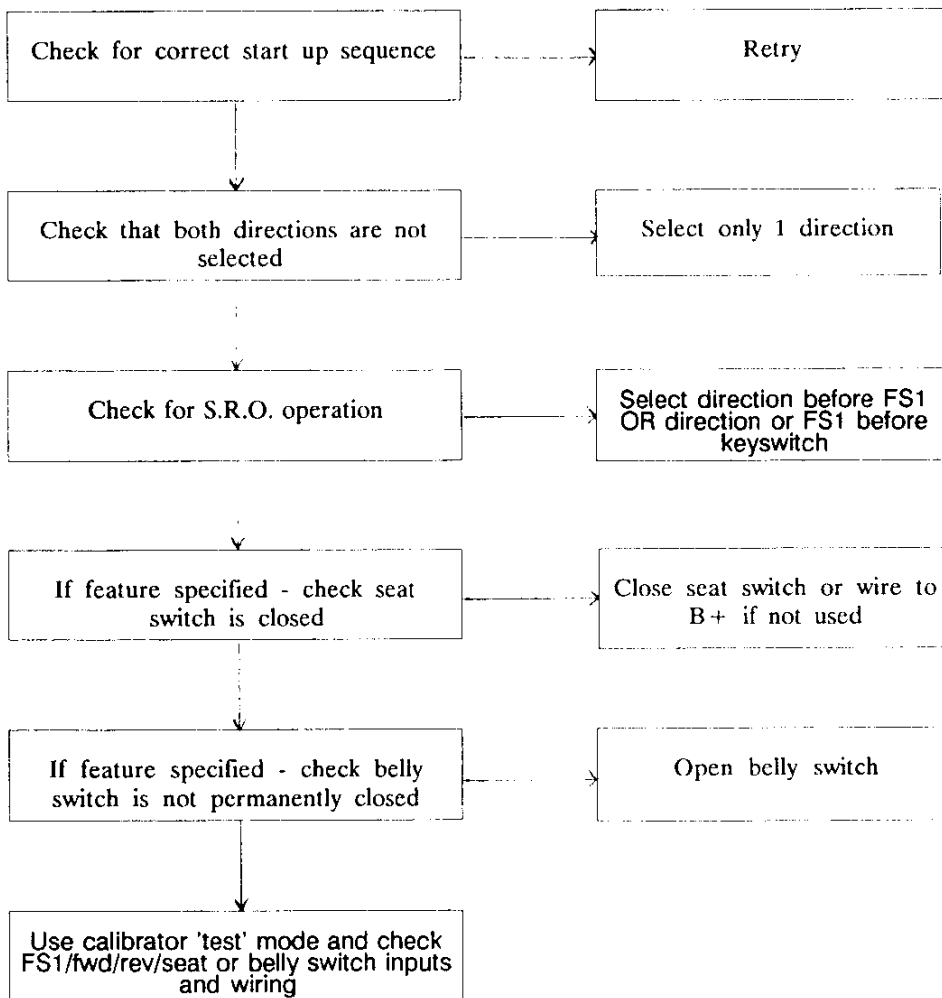 Check for correct start up sequence
Retry
Check that both directions are not
selected
Select only 1 direction
Check for S.R.O. operation
Select direction before FS1
OR direction or FS1 before
keyswitch
If feature specified - check seat
switch is closed
Close seat switch or wire to
B+ if not used
If feature specified - check belly
switch is not permanently closed
Open belly switch
Use calibrator 'test' mode and check
FS1/fwd/rev/seat or belly switch inputs
and wiring